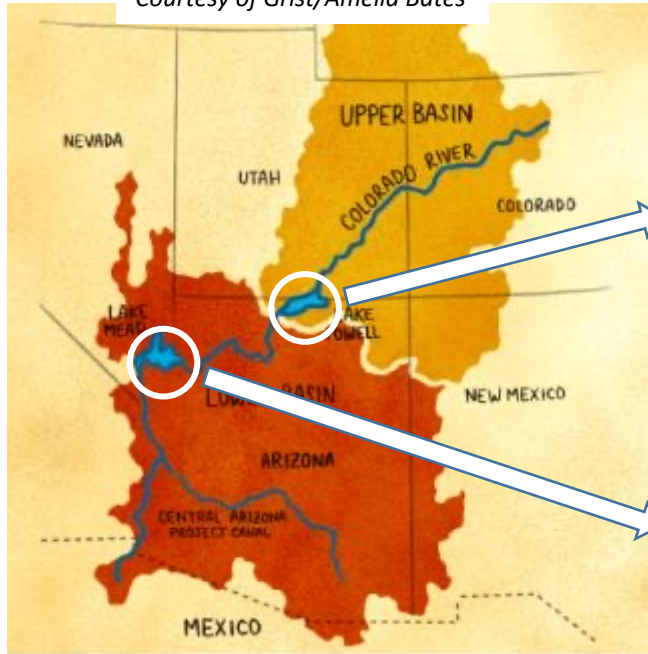 Courtesy of Grist/Amelia Bates
UPPER BASIN
NEVADA
COLORADO RIVER
UTAH
COLORADO
LAKE
MEAD
LAKE
POWELL
LOWER BASIN
NEW MEXICO
ARIZONA
CENTRAL ARIZONA
PROJECT CANAL
MEXICO